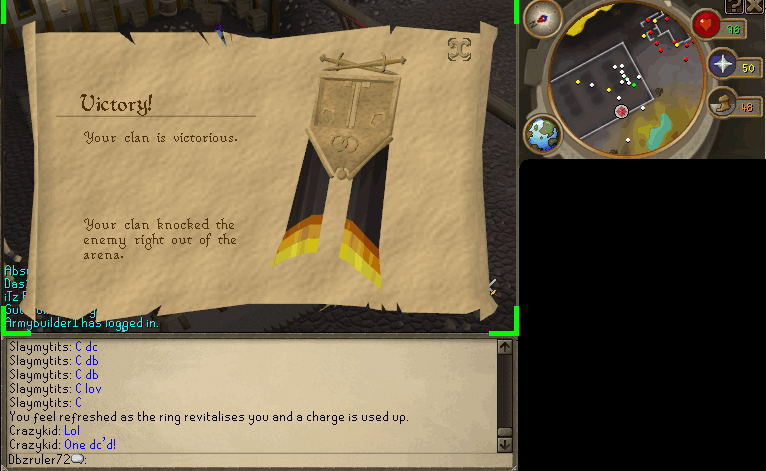 Victory!
Your clan is victorious.
Your clan knocked the
enemy right out of the
arena.
96
50
48
Armybuilder1 has logged in.
Slaymytits: C dc
Slaymytits: C db
Slaymytits: C db
Slaymytits: C lov
Slaymytits: C
You feel refreshed as the ring revitalises you and a charge is used up.
Crazykid: Lol
Crazykid: One dc'd!
Dbzruler72: